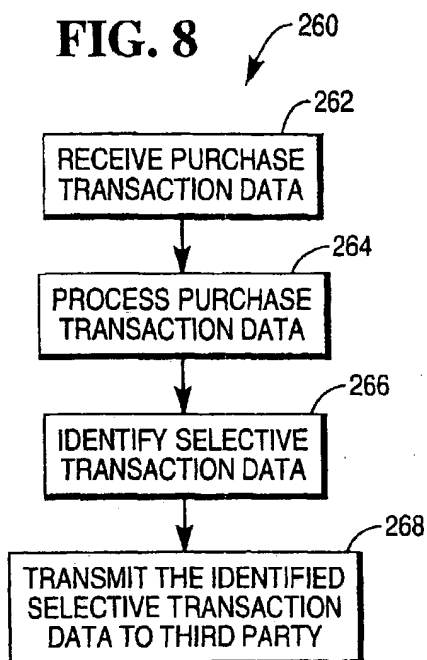 FIG. 8
260
262
RECEIVE PURCHASE
TRANSACTION DATA
264
PROCESS PURCHASE
TRANSACTION DATA
266
IDENTIFY SELECTIVE
TRANSACTION DATA
268
TRANSMIT THE IDENTIFIED
SELECTIVE TRANSACTION
DATA TO THIRD PARTY